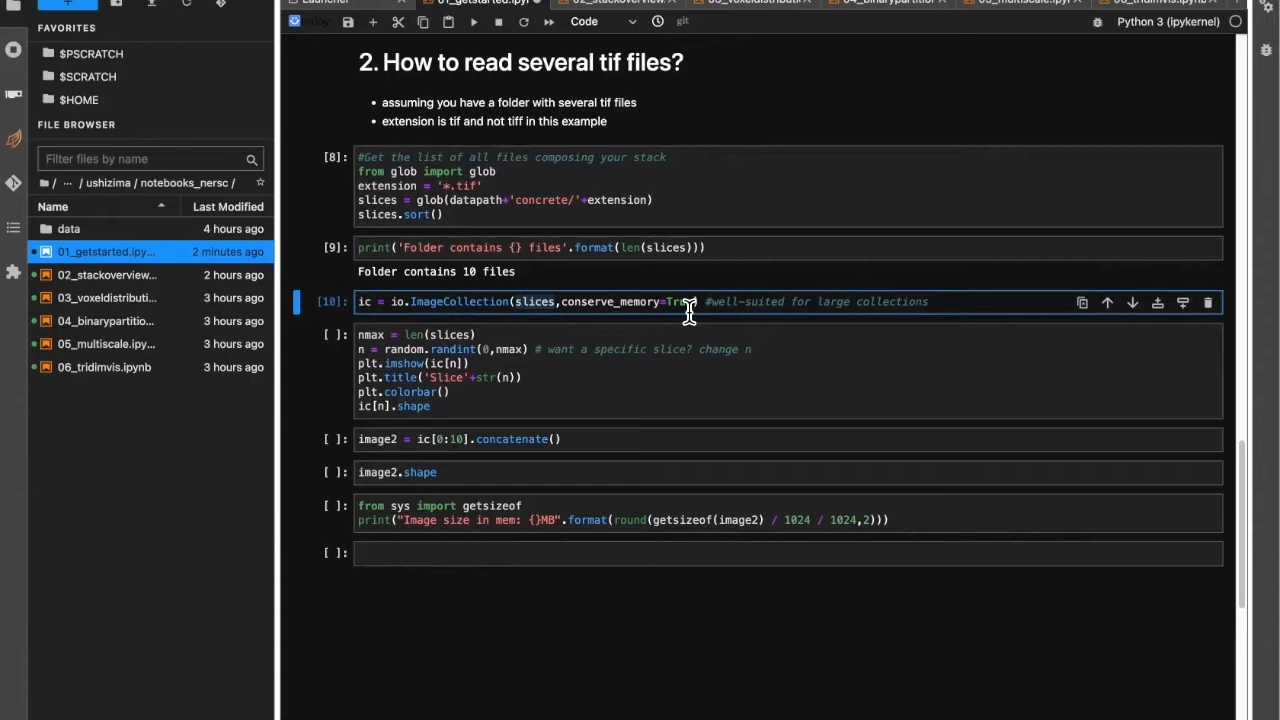 FAVORITES
$PSCRATCH
$SCRATCH
$HOME
FILE BROWSER
Filter files by name
/ ··· / ushizima / notebooks_nersc /
Name Last Modified
data 4 hours ago
01_getstarted.ipy... 2 minutes ago
02_stackoverview... 2 hours ago
03_voxeldistributi... 3 hours ago
04_binarypartitio... 3 hours ago
05_multiscale.ipy... 3 hours ago
06_tridimvis.ipynb 3 hours ago
Code
git
Python 3 (ipykernel)
2. How to read several tif files?
• assuming you have a folder with several tif files
• extension is tif and not tiff in this example
[8]: #Get the list of all files composing your stack
from glob import glob
extension = '*.tif'
slices = glob(datapath+'concrete/'+extension)
slices.sort()
[9]: print('Folder contains {} files'.format(len(slices)))
Folder contains 10 files
[10]: ic = io.ImageCollection(slices,conserve_memory=True) #well-suited for large collections
[ ]: nmax = len(slices)
n = random.randint(0,nmax) # want a specific slice? change n
plt.imshow(ic[n])
plt.title('Slice'+str(n))
plt.colorbar()
ic[n].shape
[ ]: image2 = ic[0:10].concatenate()
[ ]: image2.shape
[ ]: from sys import getsizeof
print("Image size in mem: {}MB".format(round(getsizeof(image2) / 1024 / 1024,2)))
[ ]: